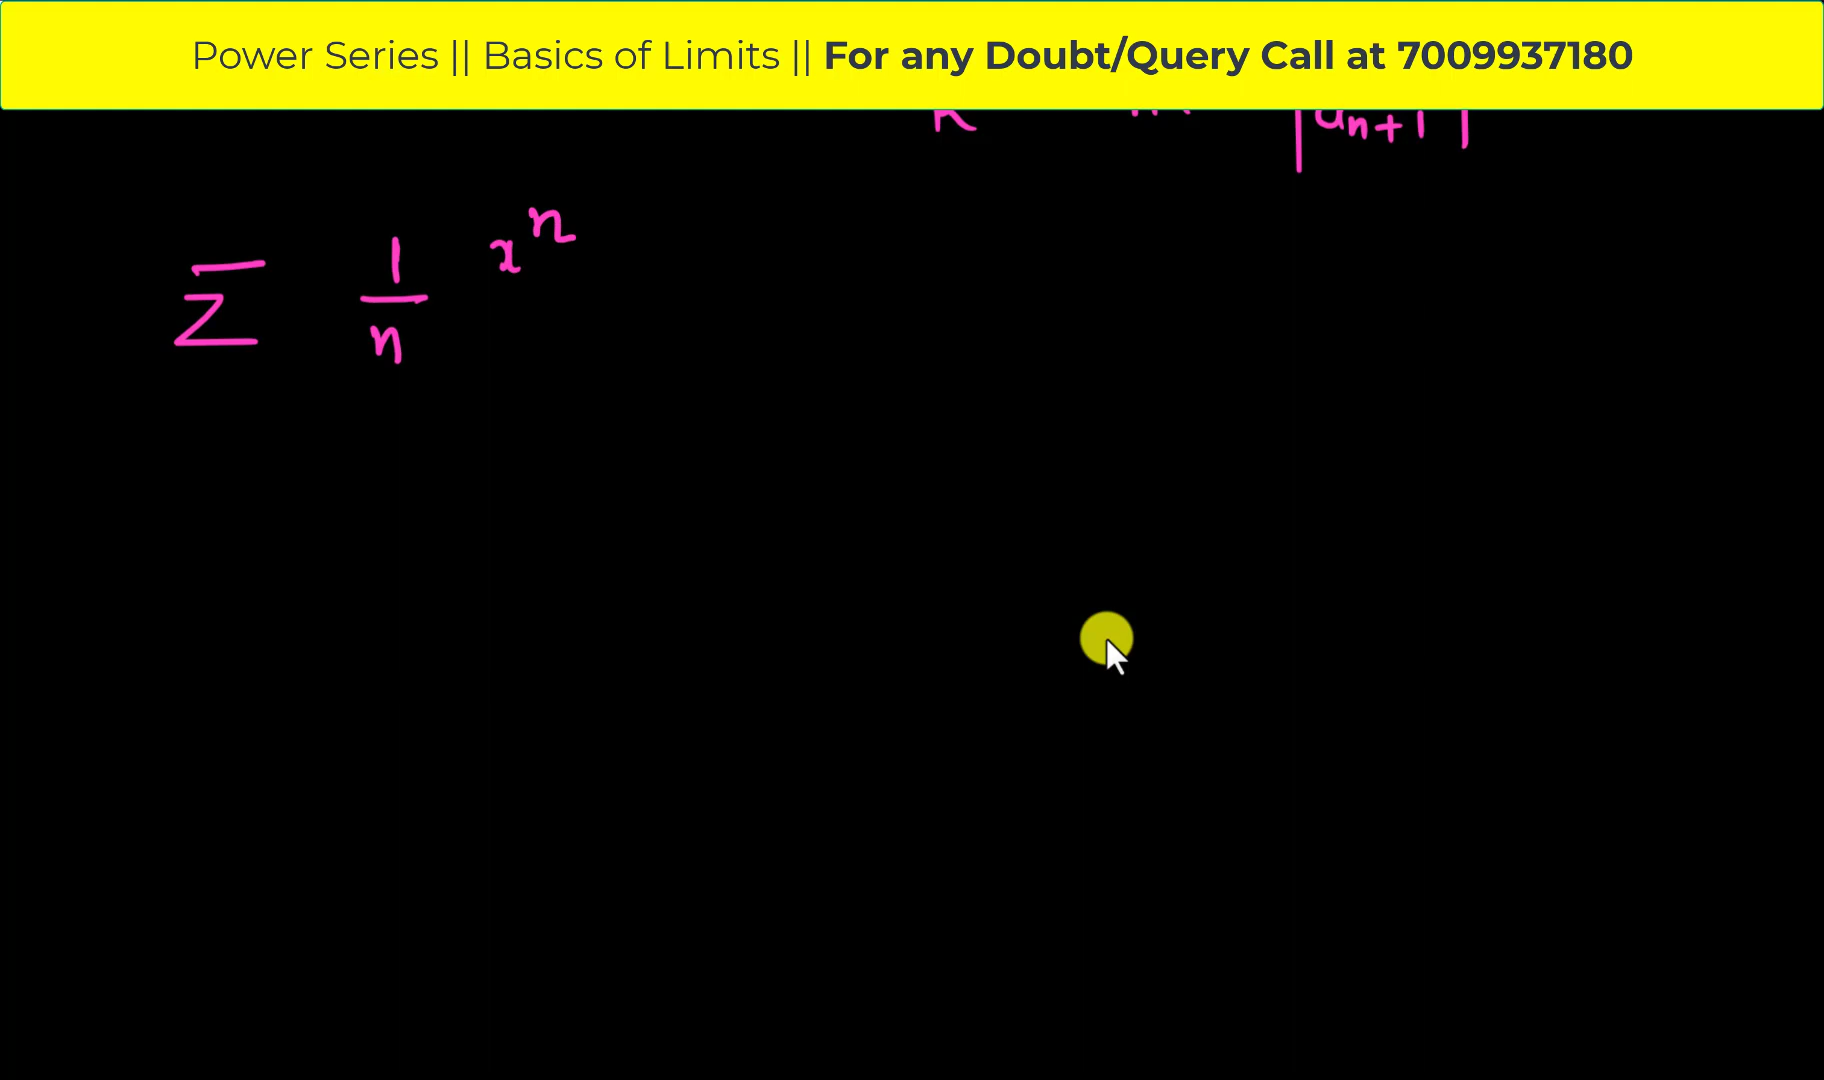 Power Series || Basics of Limits || For any Doubt/Query Call at 7009937180
Σ 1/n x^n